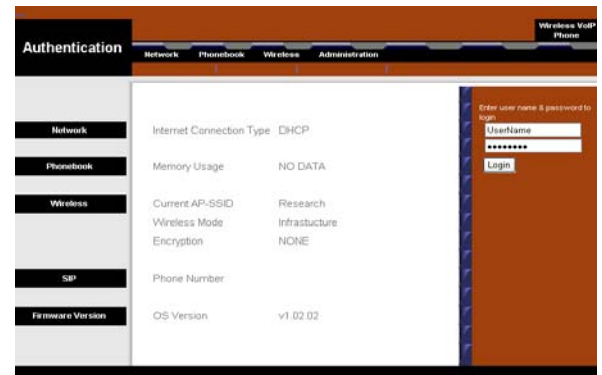 Wireless VoIP
Phone
Authentication
Network Phonebook Wireless Administration
Enter user name & password to
login
UserName
••••••••
Login
Network Internet Connection Type DHCP
Phonebook Memory Usage NO DATA
Wireless Current AP-SSID Research
Wireless Mode Infrastucture
Encryption NONE
SIP Phone Number
Firmware Version OS Version v1.02.02